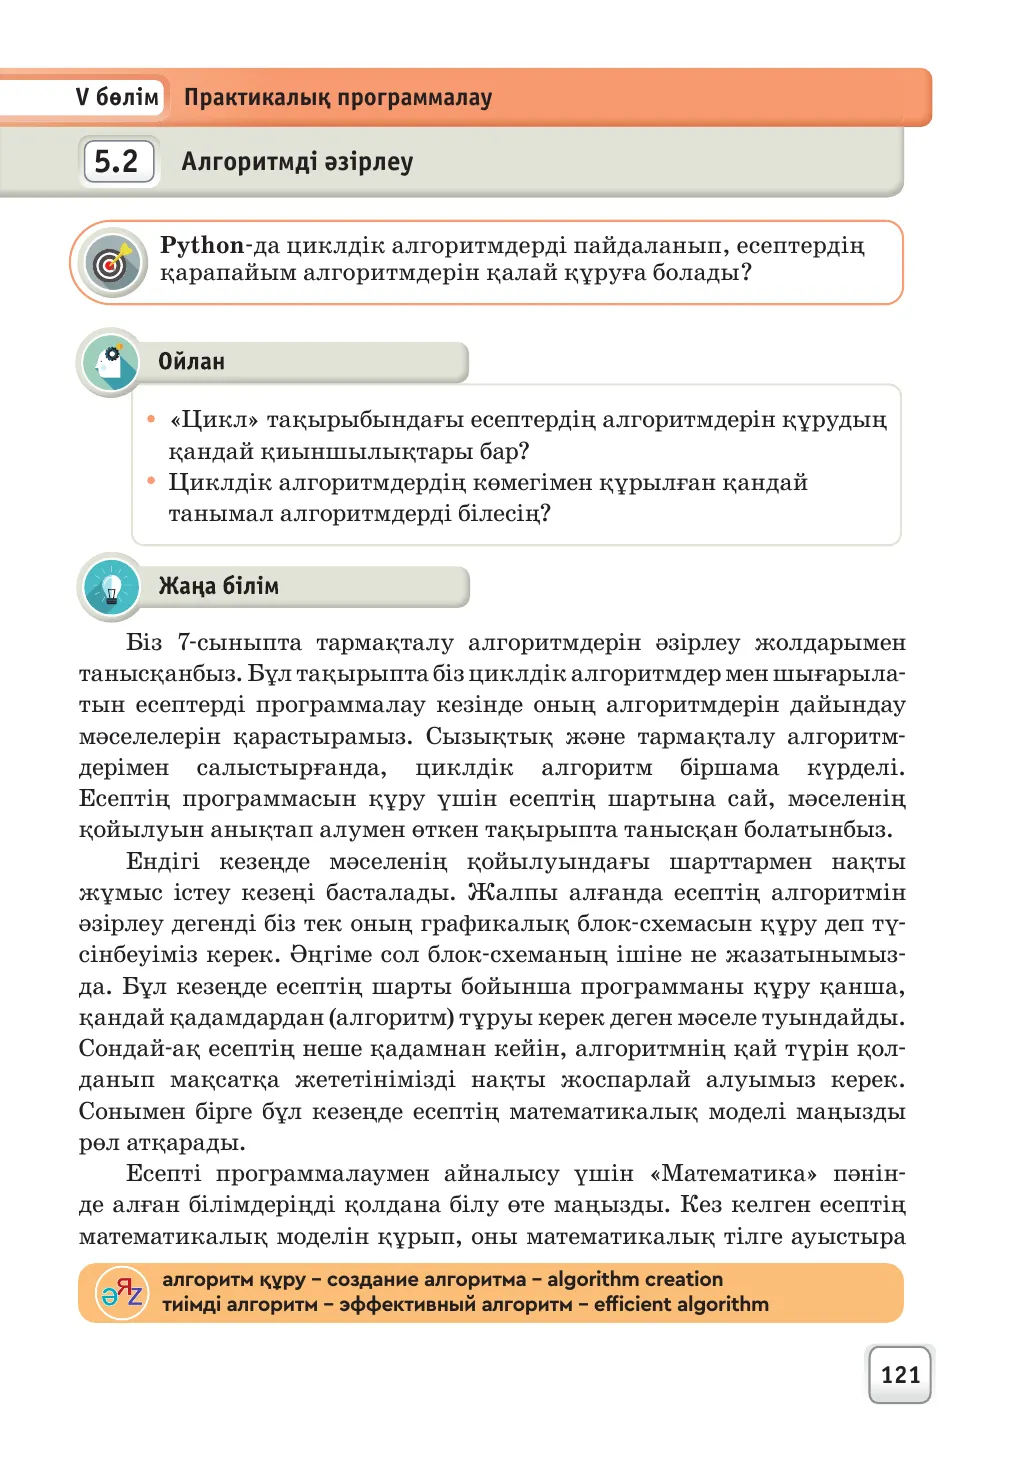 V бөлім Практикалық программалау
5.2 Алгоритмді әзірлеу
Python-да циклдік алгоритмдерді пайдаланып, есептердің
қарапайым алгоритмдерін қалай құруға болады?
Ойлан
• «Цикл» тақырыбындағы есептердің алгоритмдерін құрудың
қандай қиыншылықтары бар?
• Циклдік алгоритмдердің көмегімен құрылған қандай
танымал алгоритмдерді білесің?
Жаңа білім
Біз 7-сыныпта тармақталу алгоритмдерін әзірлеу жолдарымен
танысқанбыз. Бұл тақырыпта біз циклдік алгоритмдер мен шығарыла-
тын есептерді программалау кезінде оның алгоритмдерін дайындау
мәселелерін қарастырамыз. Сызықтық және тармақталу алгоритм-
дерімен салыстырғанда, циклдік алгоритм біршама күрделі.
Есептің программасын құру үшін есептің шартына сай, мәселенің
қойылуын анықтап алумен өткен тақырыпта танысқан болатынбыз.
Ендігі кезеңде мәселенің қойылуындағы шарттармен нақты
жұмыс істеу кезеңі басталады. Жалпы алғанда есептің алгоритмін
әзірлеу дегенді біз тек оның графикалық блок-схемасын құру деп тү-
сінбеуіміз керек. Әңгіме сол блок-схеманың ішіне не жазатынымыз-
да. Бұл кезеңде есептің шарты бойынша программаны құру қанша,
қандай қадамдардан (алгоритм) тұруы керек деген мәселе туындайды.
Сондай-ақ есептің неше қадамнан кейін, алгоритмнің қай түрін қол-
данып мақсатқа жететінімізді нақты жоспарлай алуымыз керек.
Сонымен бірге бұл кезеңде есептің математикалық моделі маңызды
рөл атқарады.
Есепті программалаумен айналысу үшін «Математика» пәнін-
де алған білімдеріңді қолдана білу өте маңызды. Кез келген есептің
математикалық моделін құрып, оны математикалық тілге ауыстыра
ӘЯZ
алгоритм құру – создание алгоритма – algorithm creation
тиімді алгоритм – эффективный алгоритм – efficient algorithm
121